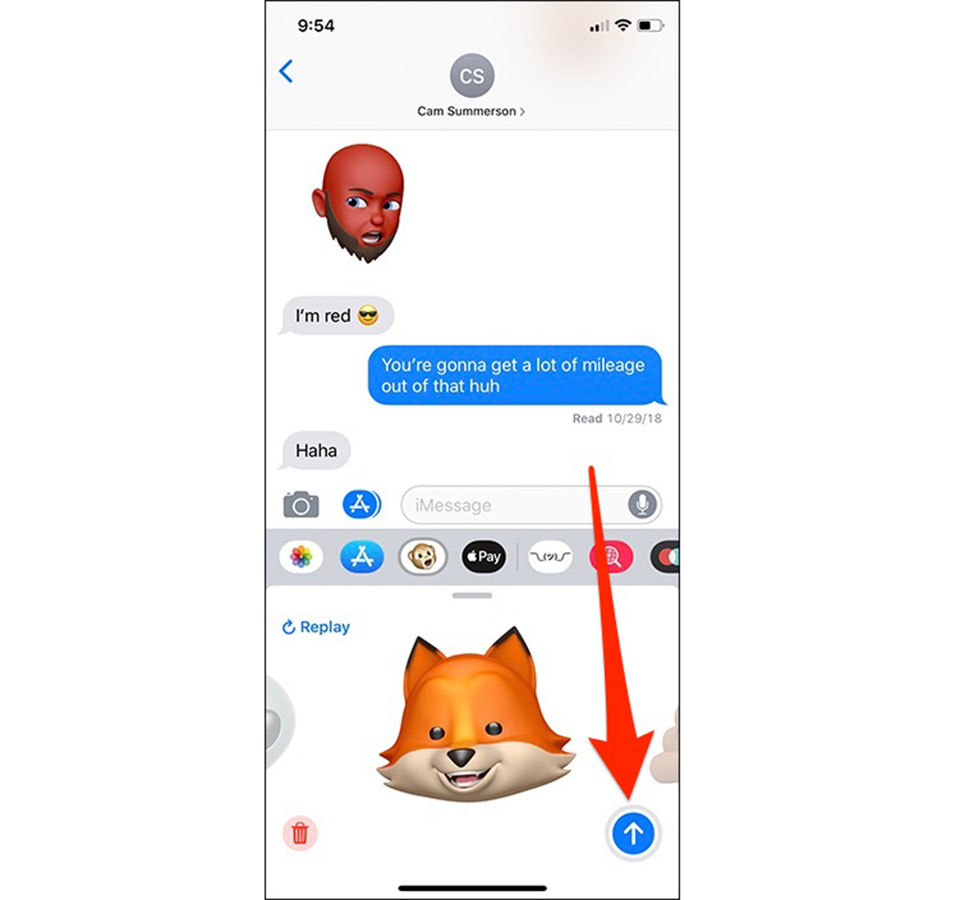 9:54
CS
Cam Summerson >
I'm red 😎
You're gonna get a lot of mileage
out of that huh
Read 10/29/18
Haha
iMessage
Pay
¯\_(ツ)_/¯
Replay